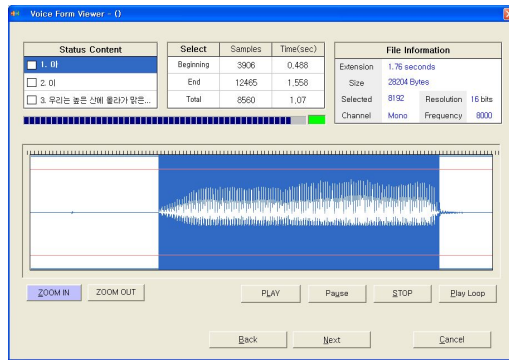 Voice Form Viewer - ()
Status Content
1. 아
2. 이
3. 우리는 높은 산에 올라가 맑은...
Select Samples Time(sec)
Beginning 3906 0.488
End 12465 1.558
Total 8560 1.07
File Information
Extension 1.76 seconds
Size 28204 Bytes
Selected 8192 Resolution 16 bits
Channel Mono Frequency 8000
ZOOM IN ZOOM OUT PLAY Pause STOP Play Loop
Back Next Cancel